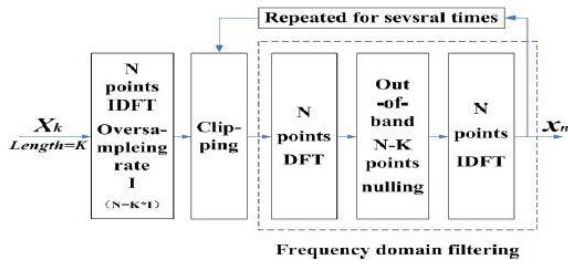 Repeated for sevsral times
X_k
Length=K
N
points
IDFT
Oversa-
mpleing
rate
I
(N=K*I)
Clip-
ping
N
points
DFT
Out
-of-
band
N-K
points
nulling
N
points
IDFT
x_n
Frequency domain filtering